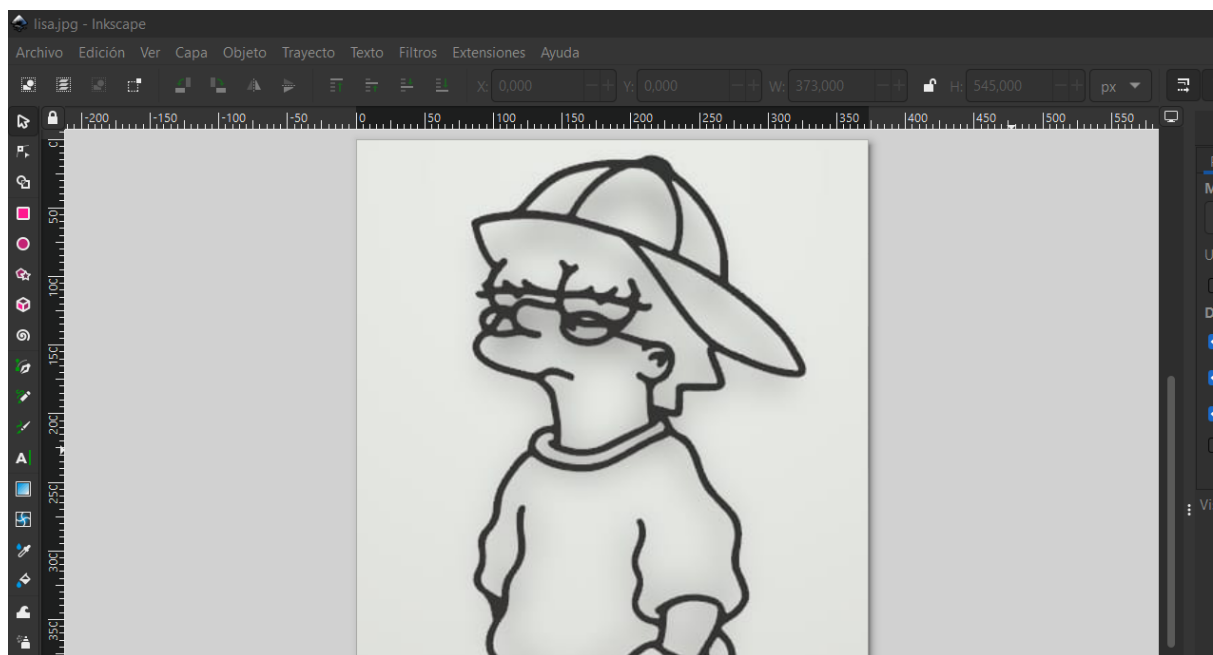 lisa.jpg - Inkscape
Archivo Edición Ver Capa Objeto Trayecto Texto Filtros Extensiones Ayuda
X: 0,000 Y: 0,000 W: 373,000 H: 545,000 px
-200 -150 -100 -50 0 50 100 150 200 250 300 350 400 450 500 550
0
50
100
150
200
250
300
350
M
U
D
Vi